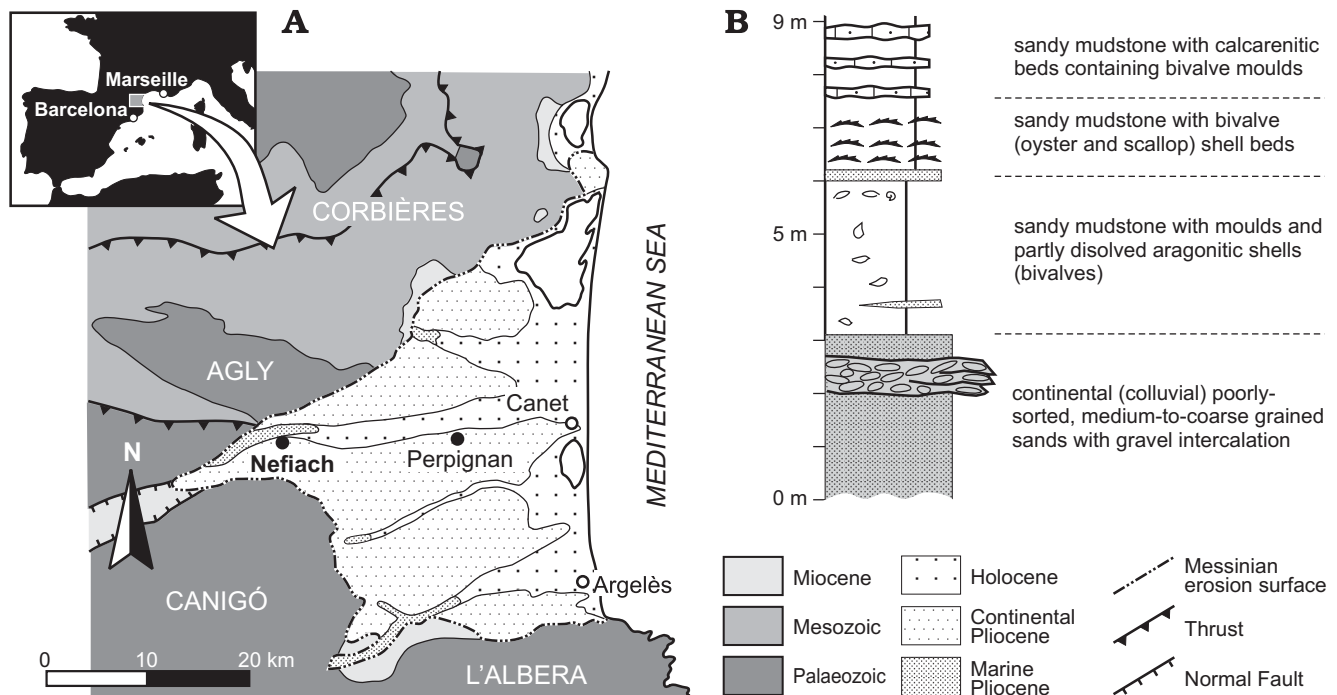 A
Marseille
Barcelona
CORBIÈRES
AGLY
Canet
N
Nefiach
Perpignan
MEDITERRANEAN SEA
CANIGÓ
Argelès
0
10
20 km
L'ALBERA
B
9 m
sandy mudstone with calcarenitic
beds containing bivalve moulds
sandy mudstone with bivalve
(oyster and scallop) shell beds
5 m
sandy mudstone with moulds and
partly disolved aragonitic shells
(bivalves)
continental (colluvial) poorly-
sorted, medium-to-coarse grained
sands with gravel intercalation
0 m
Miocene
Mesozoic
Palaeozoic
Holocene
Continental
Pliocene
Marine
Pliocene
Messinian
erosion surface
Thrust
Normal Fault